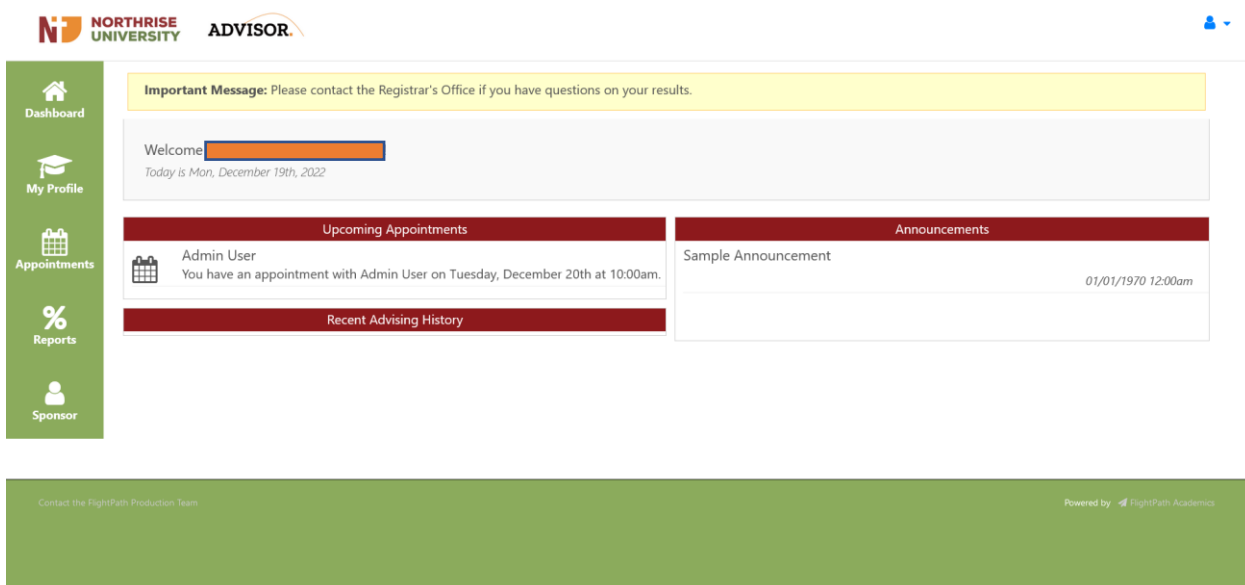 NORTHRISE
UNIVERSITY
ADVISOR.
Dashboard
My Profile
Appointments
Reports
Sponsor
Important Message: Please contact the Registrar's Office if you have questions on your results.
Welcome
Today is Mon, December 19th, 2022
Upcoming Appointments
Admin User
You have an appointment with Admin User on Tuesday, December 20th at 10:00am.
Recent Advising History
Announcements
Sample Announcement
01/01/1970 12:00am
Contact the FlightPath Production Team
Powered by FlightPath Academics